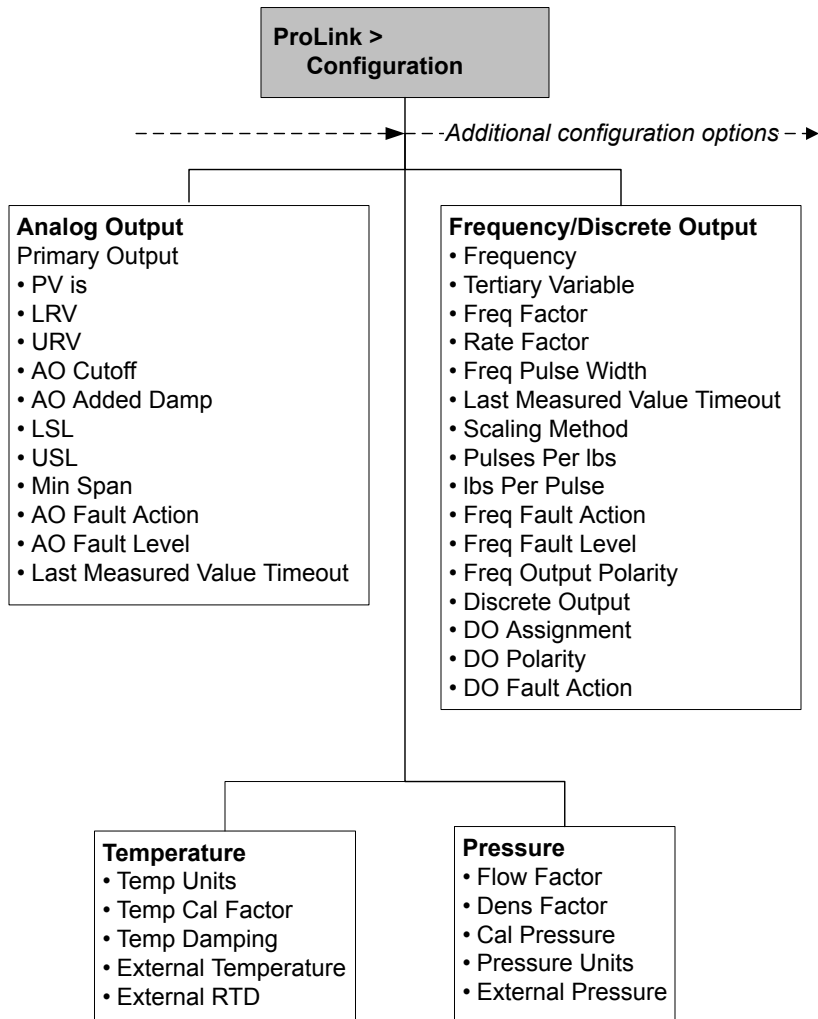 ProLink >
Configuration
Additional configuration options
Analog Output
Primary Output
• PV is
• LRV
• URV
• AO Cutoff
• AO Added Damp
• LSL
• USL
• Min Span
• AO Fault Action
• AO Fault Level
• Last Measured Value Timeout
Frequency/Discrete Output
• Frequency
• Tertiary Variable
• Freq Factor
• Rate Factor
• Freq Pulse Width
• Last Measured Value Timeout
• Scaling Method
• Pulses Per lbs
• lbs Per Pulse
• Freq Fault Action
• Freq Fault Level
• Freq Output Polarity
• Discrete Output
• DO Assignment
• DO Polarity
• DO Fault Action
Temperature
• Temp Units
• Temp Cal Factor
• Temp Damping
• External Temperature
• External RTD
Pressure
• Flow Factor
• Dens Factor
• Cal Pressure
• Pressure Units
• External Pressure